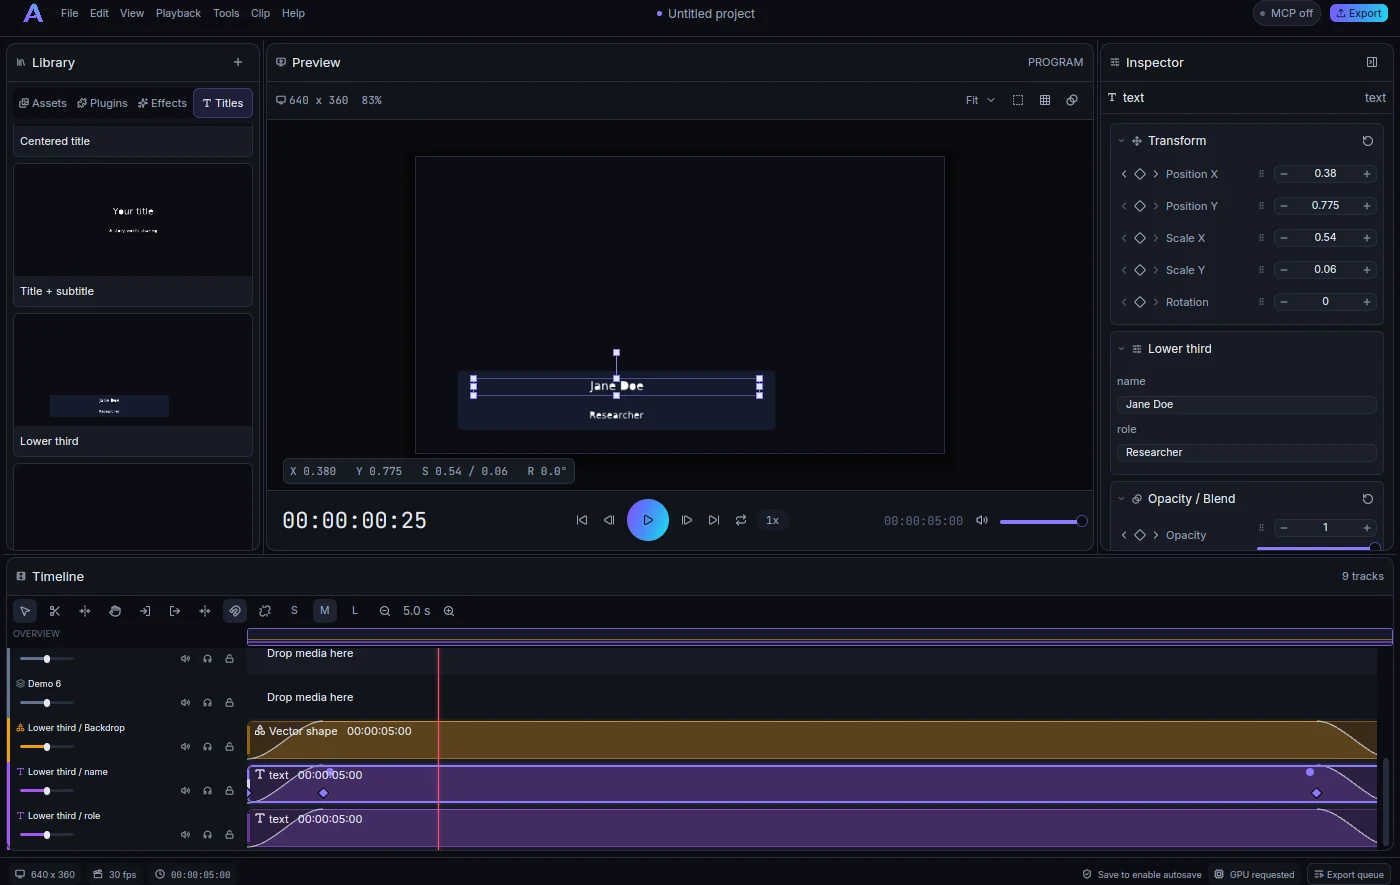 File Edit View Playback Tools Clip Help
Untitled project
MCP off
Export
Library
Assets Plugins Effects Titles
Centered title
Your title
A story worth sharing
Title + subtitle
Jane Doe
Researcher
Lower third
Preview
PROGRAM
640 x 360 83%
Fit
Jane Doe
Researcher
X 0.380 Y 0.775 S 0.54 / 0.06 R 0.0°
00:00:00:25
1x
00:00:05:00
Inspector
text
text
Transform
Position X 0.38
Position Y 0.775
Scale X 0.54
Scale Y 0.06
Rotation 0
Lower third
name
Jane Doe
role
Researcher
Opacity / Blend
Opacity 1
Timeline
9 tracks
S M L 5.0 s
OVERVIEW
Drop media here
Demo 6
Drop media here
Lower third / Backdrop
Vector shape 00:00:05:00
Lower third / name
text 00:00:05:00
Lower third / role
text 00:00:05:00
640 x 360 30 fps 00:00:05:00
Save to enable autosave GPU requested Export queue